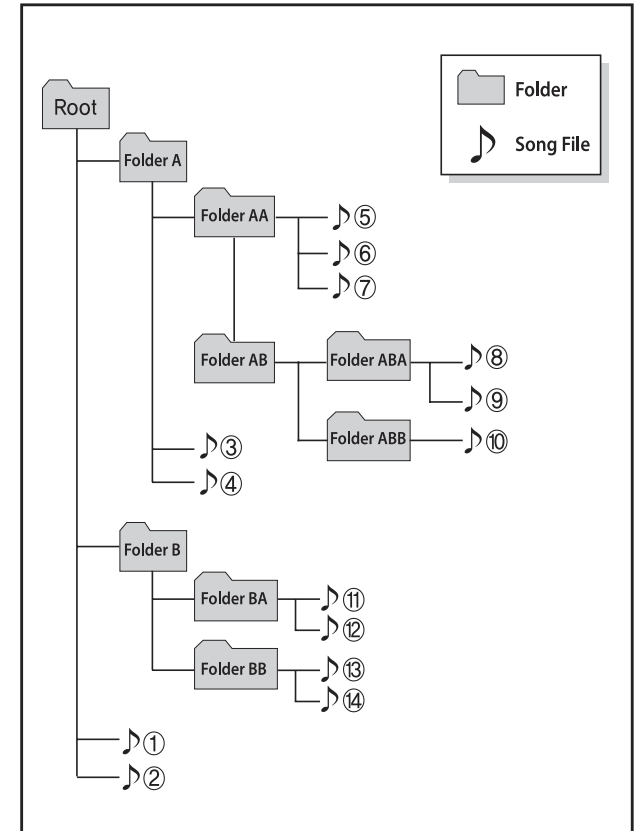 Root
Folder
Song File
Folder A
Folder AA
⑤
⑥
⑦
Folder AB
Folder ABA
⑧
⑨
Folder ABB
⑩
③
④
Folder B
Folder BA
⑪
⑫
Folder BB
⑬
⑭
①
②